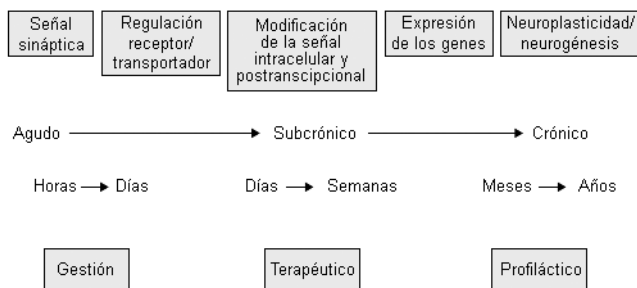 Señal
sináptica
Regulación
receptor/
transportador
Modificación
de la señal
intracelular y
postranscipcional
Expresión
de los genes
Neuroplasticidad/
neurogénesis
Agudo Subcrónico Crónico
Horas Días Días Semanas Meses Años
Gestión Terapéutico Profiláctico